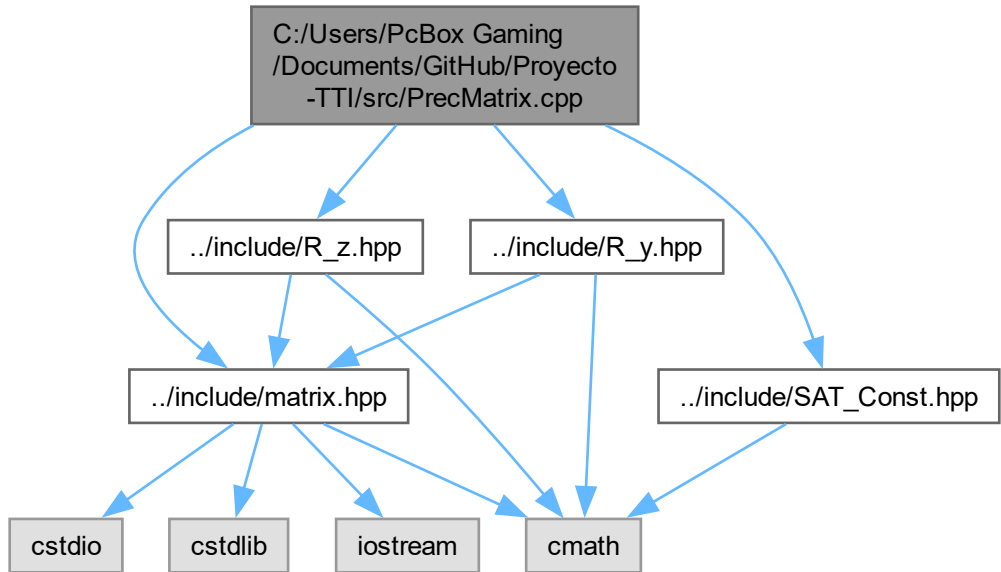 C:/Users/PcBox Gaming
/Documents/GitHub/Proyecto
-TTI/src/PrecMatrix.cpp
../include/R_z.hpp
../include/R_y.hpp
../include/matrix.hpp
../include/SAT_Const.hpp
cstdio
cstdlib
iostream
cmath